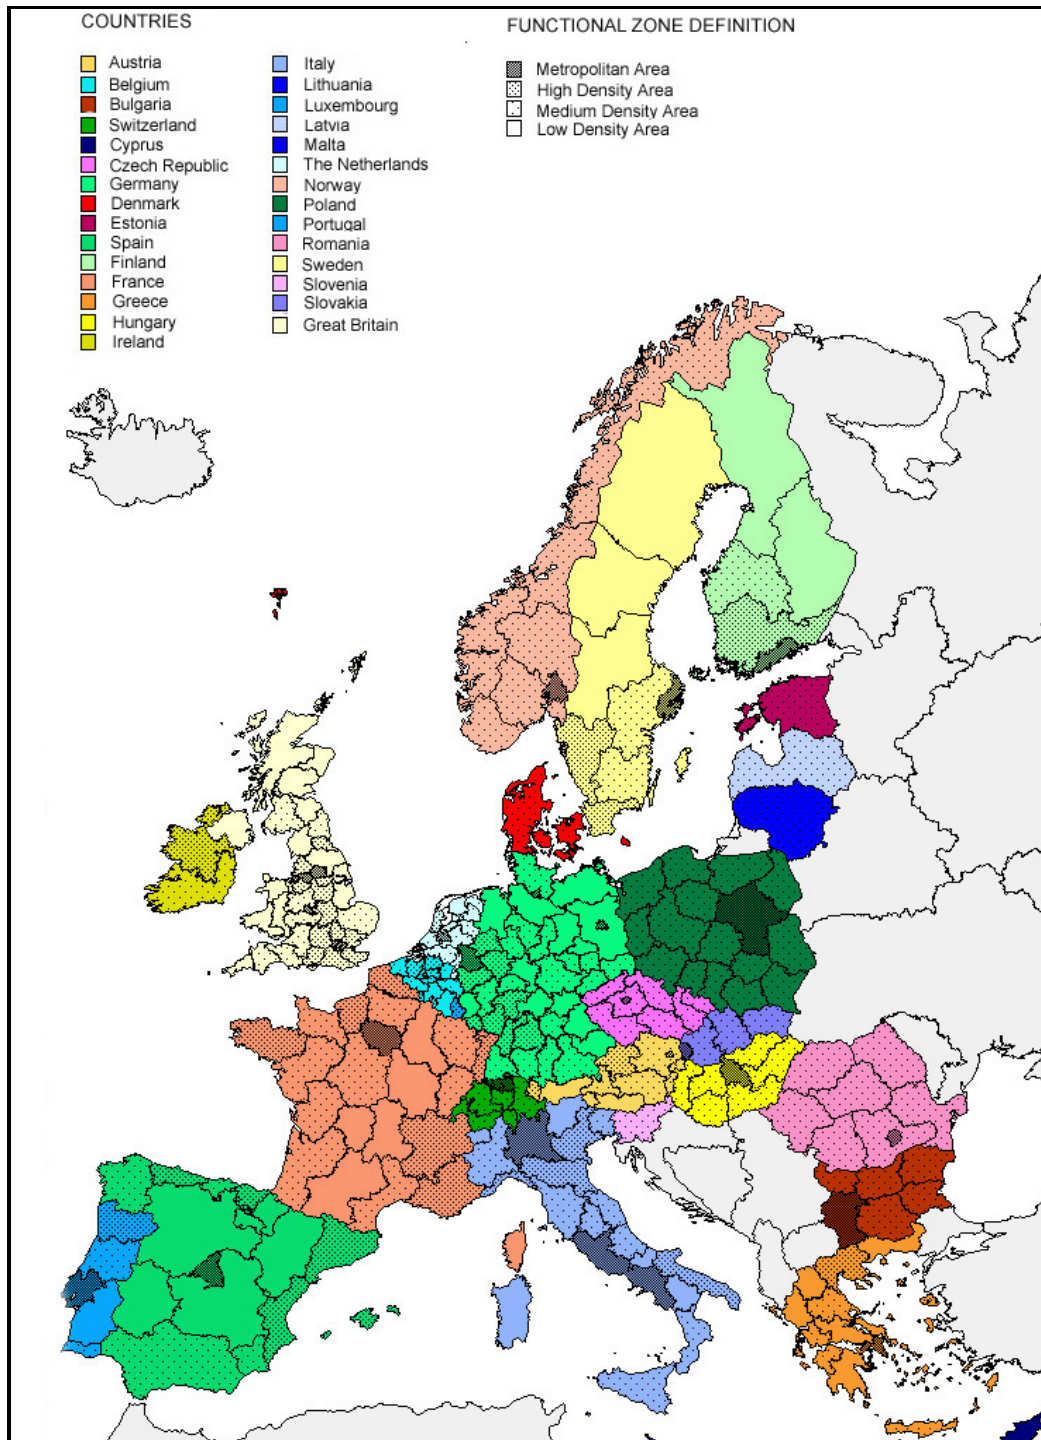 COUNTRIES
Austria
Belgium
Bulgaria
Switzerland
Cyprus
Czech Republic
Germany
Denmark
Estonia
Spain
Finland
France
Greece
Hungary
Ireland
Italy
Lithuania
Luxembourg
Latvia
Malta
The Netherlands
Norway
Poland
Portugal
Romania
Sweden
Slovenia
Slovakia
Great Britain
FUNCTIONAL ZONE DEFINITION
Metropolitan Area
High Density Area
Medium Density Area
Low Density Area